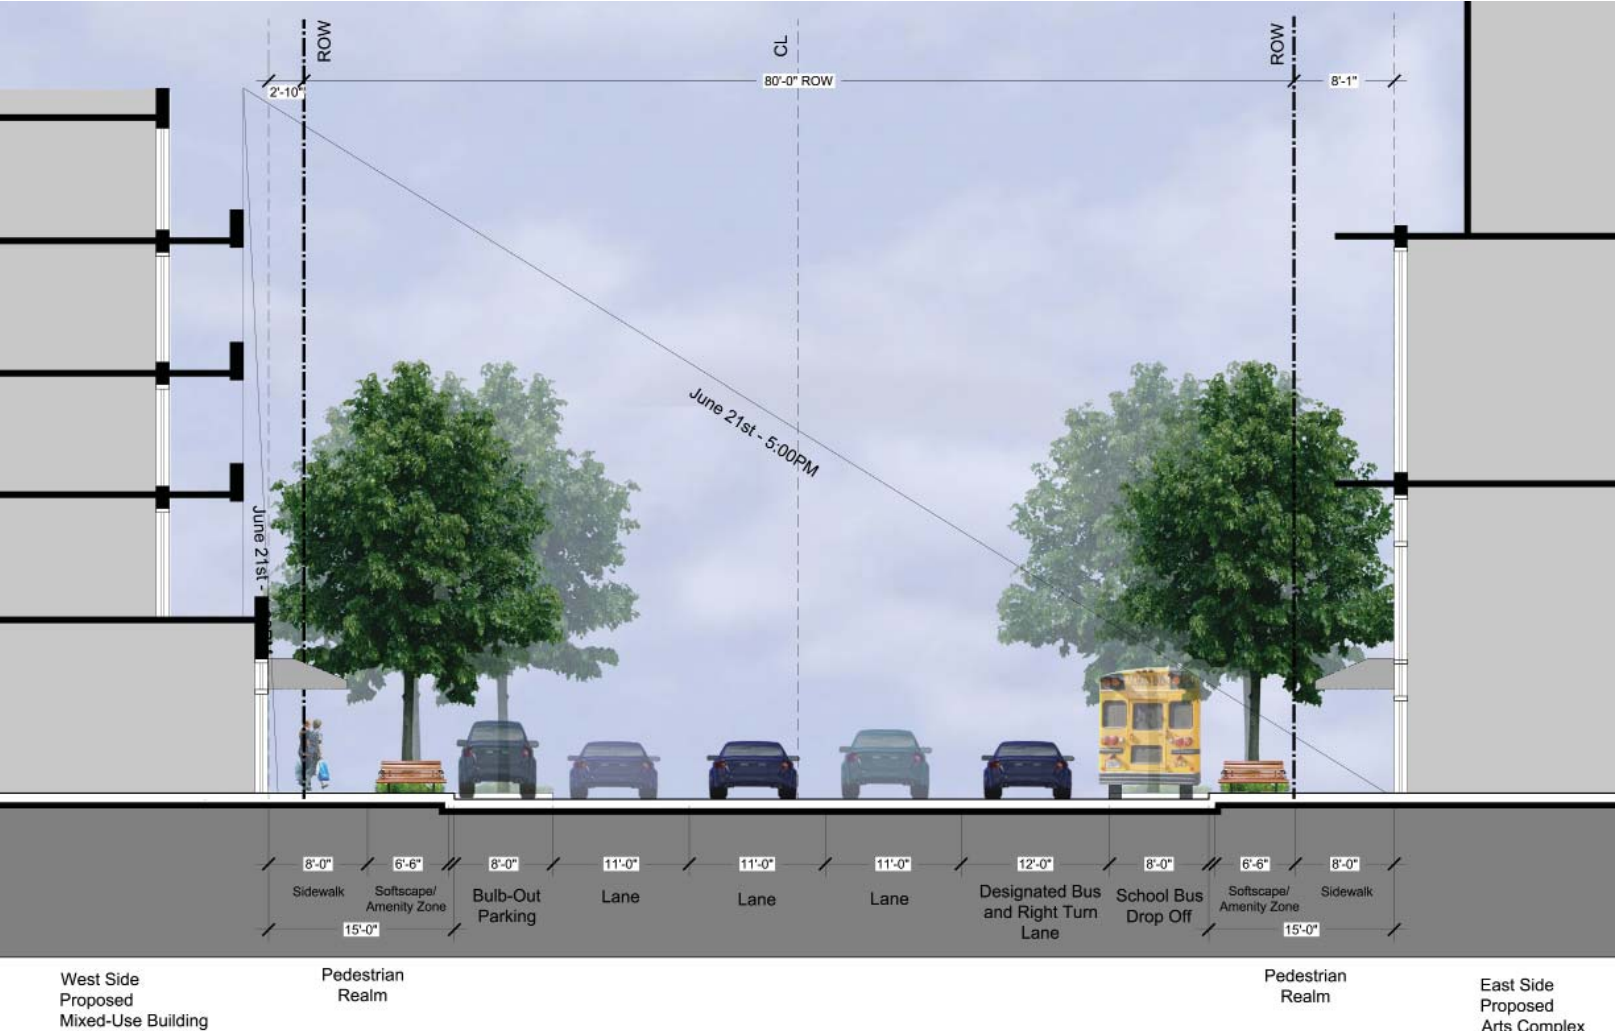 ROW
CL
ROW
2'-10"
80'-0" ROW
8'-1"
June 21st - 5:00PM
June 21st -
8'-0"
6'-6"
8'-0"
11'-0"
11'-0"
11'-0"
12'-0"
8'-0"
6'-6"
8'-0"
Sidewalk
Softscape/
Amenity Zone
Bulb-Out
Parking
Lane
Lane
Lane
Designated Bus
and Right Turn
Lane
School Bus
Drop Off
Softscape/
Amenity Zone
Sidewalk
15'-0"
15'-0"
West Side
Proposed
Mixed-Use Building
Pedestrian
Realm
Pedestrian
Realm
East Side
Proposed
Arts Complex